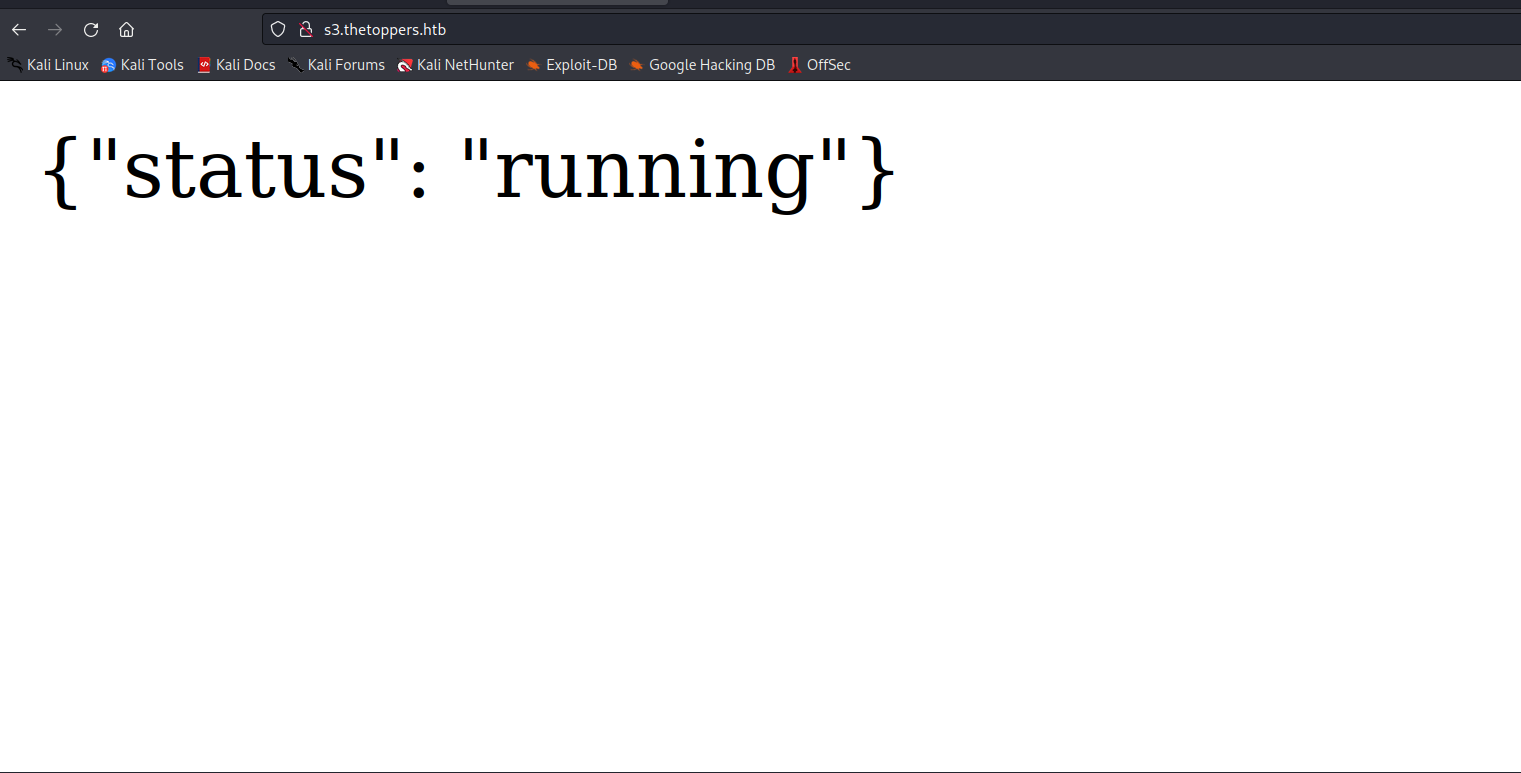 s3.thetoppers.htb
Kali Linux Kali Tools Kali Docs Kali Forums Kali NetHunter Exploit-DB Google Hacking DB OffSec
{"status": "running"}